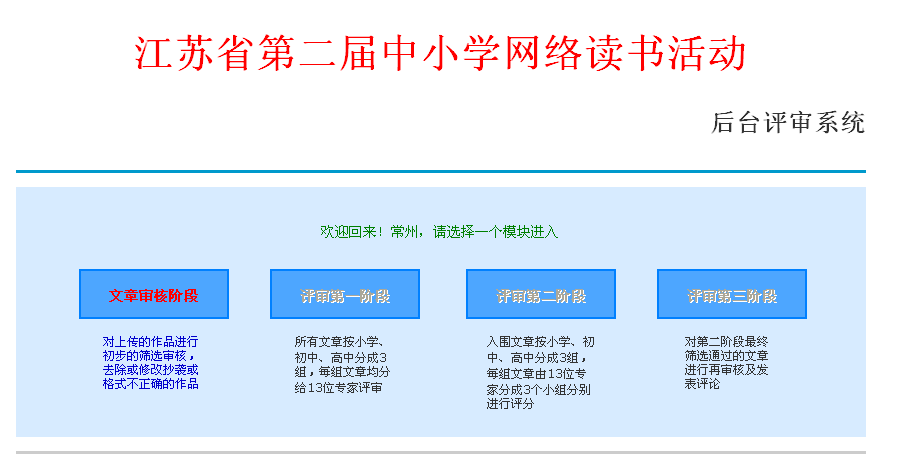 江苏省第二届中小学网络读书活动
后台评审系统
欢迎回来！常州，请选择一个模块进入
文章审核阶段
对上传的作品进行
初步的筛选审核，
去除或修改抄袭或
格式不正确的作品
评审第一阶段
所有文章按小学、
初中、高中分成3
组，每组文章均分
给13位专家评审
评审第二阶段
入围文章按小学、初
中、高中分成3组，
每组文章由13位专
家分成3个小组分别
进行评分
评审第三阶段
对第二阶段最终
筛选通过的文章
进行再审核及发
表评论